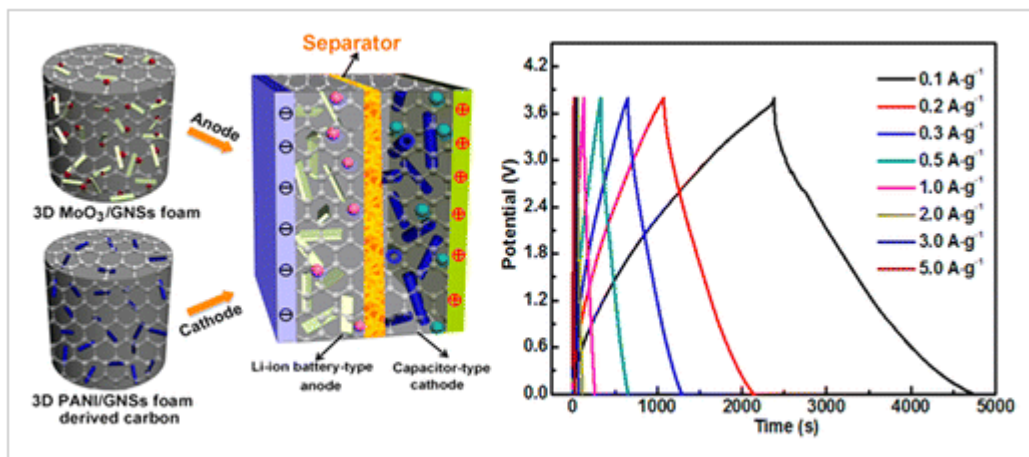 Separator
Anode
3D MoO₃/GNSs foam
Cathode
3D PANI/GNSs foam
derived carbon
⊖
⊖
⊖
⊖
⊖
⊖
⊕
⊕
⊕
⊕
⊕
Li-ion battery-type
anode
Capacitor-type
cathode
Potential (V)
4.2
3.6
3.0
2.4
1.8
1.2
0.6
0.0
0 1000 2000 3000 4000 5000
Time (s)
0.1 A-g⁻¹
0.2 A-g⁻¹
0.3 A-g⁻¹
0.5 A-g⁻¹
1.0 A-g⁻¹
2.0 A-g⁻¹
3.0 A-g⁻¹
5.0 A-g⁻¹